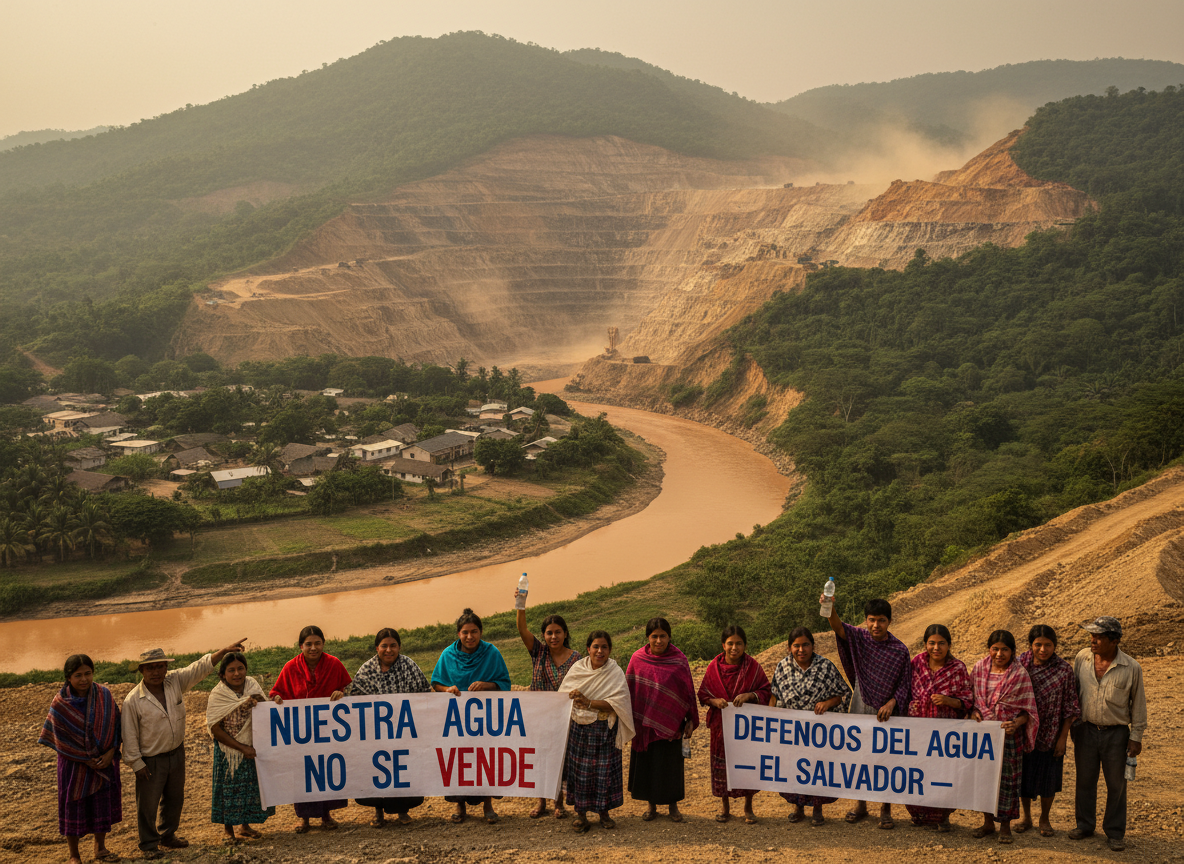 NUESTRA AGUA
NO SE VENDE
DEFENOOS DEL AGUA
— EL SALVADOR —